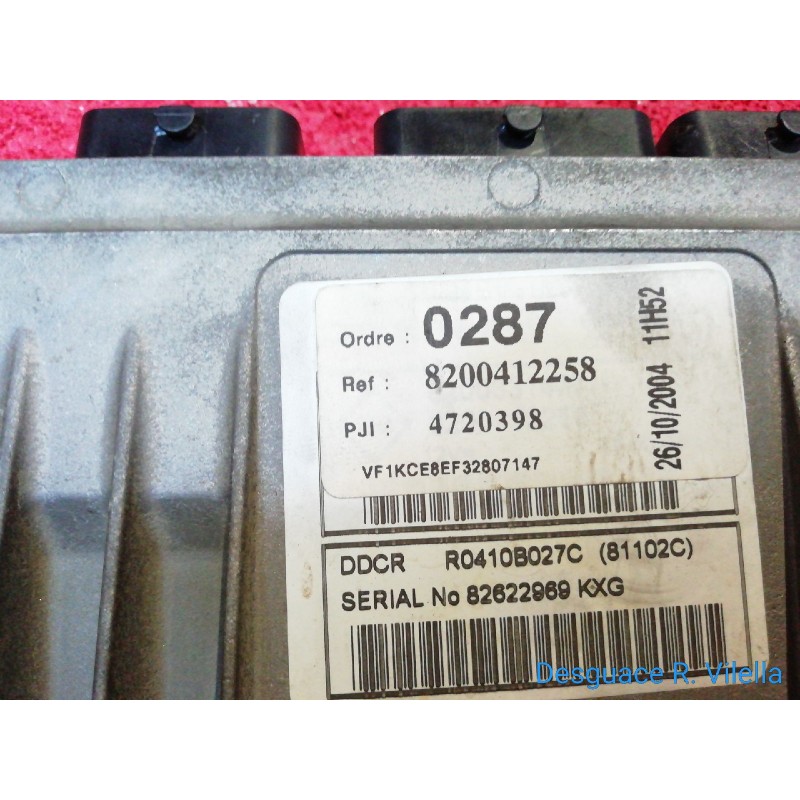 Ordre : 0287
Ref : 8200412258
PJI : 4720398
VF1KCE8EF32807147
26/10/2004 11H52
DDCR R0410B027C (81102C)
SERIAL No 82622969 KXG
Desguace R. Vilella